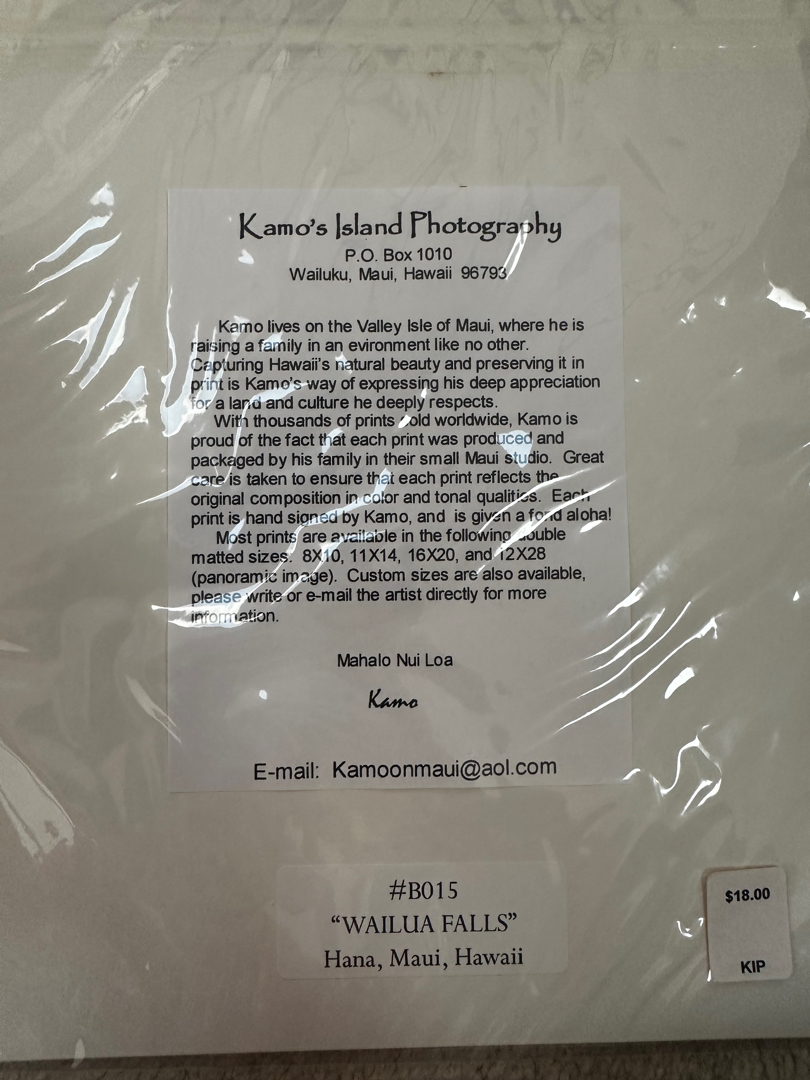 Kamo's Island Photography
P.O. Box 1010
Wailuku, Maui, Hawaii 96793
Kamo lives on the Valley Isle of Maui, where he is
raising a family in an evironment like no other.
Capturing Hawaii's natural beauty and preserving it in
print is Kamo's way of expressing his deep appreciation
for a land and culture he deeply respects.
With thousands of prints sold worldwide, Kamo is
proud of the fact that each print was produced and
packaged by his family in their small Maui studio. Great
care is taken to ensure that each print reflects the
original composition in color and tonal qualities. Each
print is hand signed by Kamo, and is given a fond aloha!
Most prints are available in the following double
matted sizes. 8X10, 11X14, 16X20, and 12X28
(panoramic image). Custom sizes are also available,
please write or e-mail the artist directly for more
information.
Mahalo Nui Loa
Kamo
E-mail: Kamoonmaui@aol.com
#B015
“WAILUA FALLS”
Hana, Maui, Hawaii
$18.00
KIP